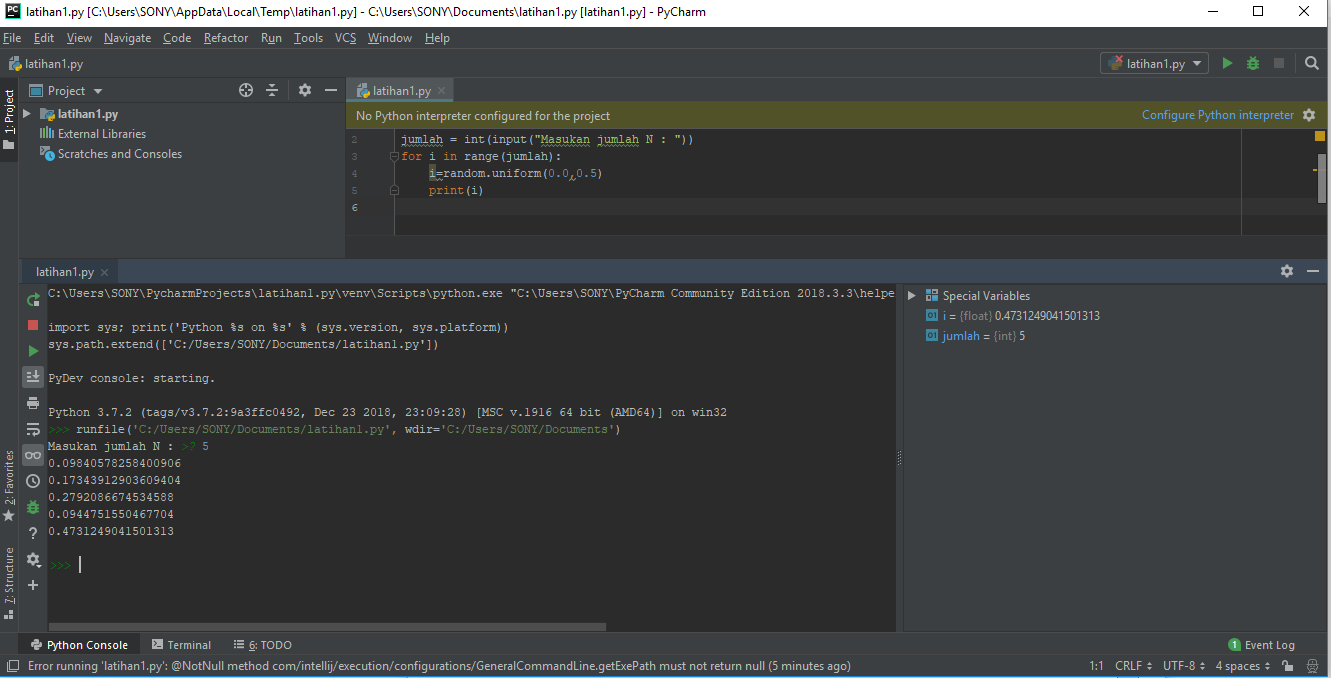 PC latihan1.py [C:\Users\SONY\AppData\Local\Temp\latihan1.py] - C:\Users\SONY\Documents\latihan1.py [latihan1.py] - PyCharm
File Edit View Navigate Code Refactor Run Tools VCS Window Help
latihan1.py latihan1.py
1: Project
Project latihan1.py
latihan1.py
External Libraries
Scratches and Consoles
No Python interpreter configured for the project Configure Python interpreter
2 jumlah = int(input("Masukan jumlah N : "))
3 for i in range(jumlah):
4 i=random.uniform(0.0,0.5)
5 print(i)
6
latihan1.py
C:\Users\SONY\PycharmProjects\latihan1.py\venv\Scripts\python.exe "C:\Users\SONY\PyCharm Community Edition 2018.3.3\helpe
import sys; print('Python %s on %s' % (sys.version, sys.platform))
sys.path.extend(['C:/Users/SONY/Documents/latihan1.py'])
PyDev console: starting.
Python 3.7.2 (tags/v3.7.2:9a3ffc0492, Dec 23 2018, 23:09:28) [MSC v.1916 64 bit (AMD64)] on win32
>>> runfile('C:/Users/SONY/Documents/latihan1.py', wdir='C:/Users/SONY/Documents')
Masukan jumlah N : >? 5
0.09840578258400906
0.17343912903609404
0.2792086674534588
0.0944751550467704
0.4731249041501313
>>>
Special Variables
01 i = {float} 0.4731249041501313
01 jumlah = {int} 5
2: Favorites
7: Structure
Python Console Terminal 6: TODO 1 Event Log
Error running 'latihan1.py': @NotNull method com/intellij/execution/configurations/GeneralCommandLine.getExePath must not return null (5 minutes ago) 1:1 CRLF UTF-8 4 spaces